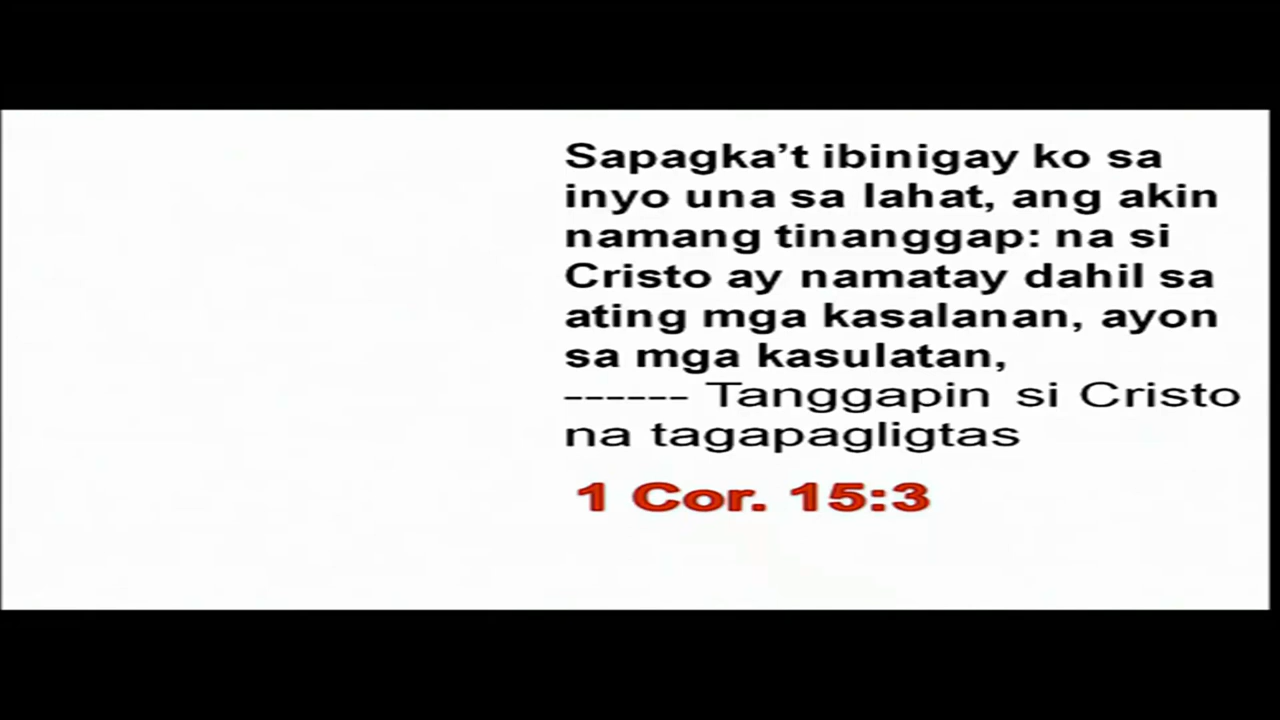 Sapagka’t ibinigay ko sa
inyo una sa lahat, ang akin
namang tinanggap: na si
Cristo ay namatay dahil sa
ating mga kasalanan, ayon
sa mga kasulatan,
------ Tanggapin si Cristo
na tagapagligtas
1 Cor. 15:3